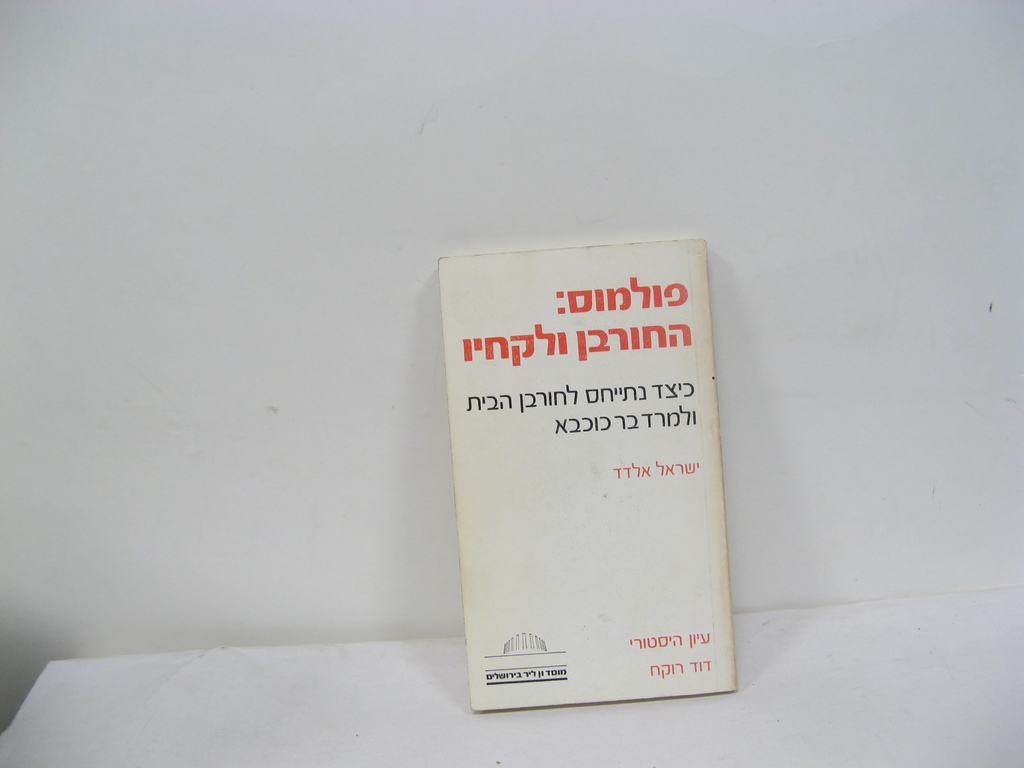 פולמוס:
החורבן ולקחיו
כיצד נתייחס לחורבן הבית
ולמרד בר כוכבא
ישראל אלדד
עיון היסטורי
דוד רוקח
מוסד ון ליר בירושלים